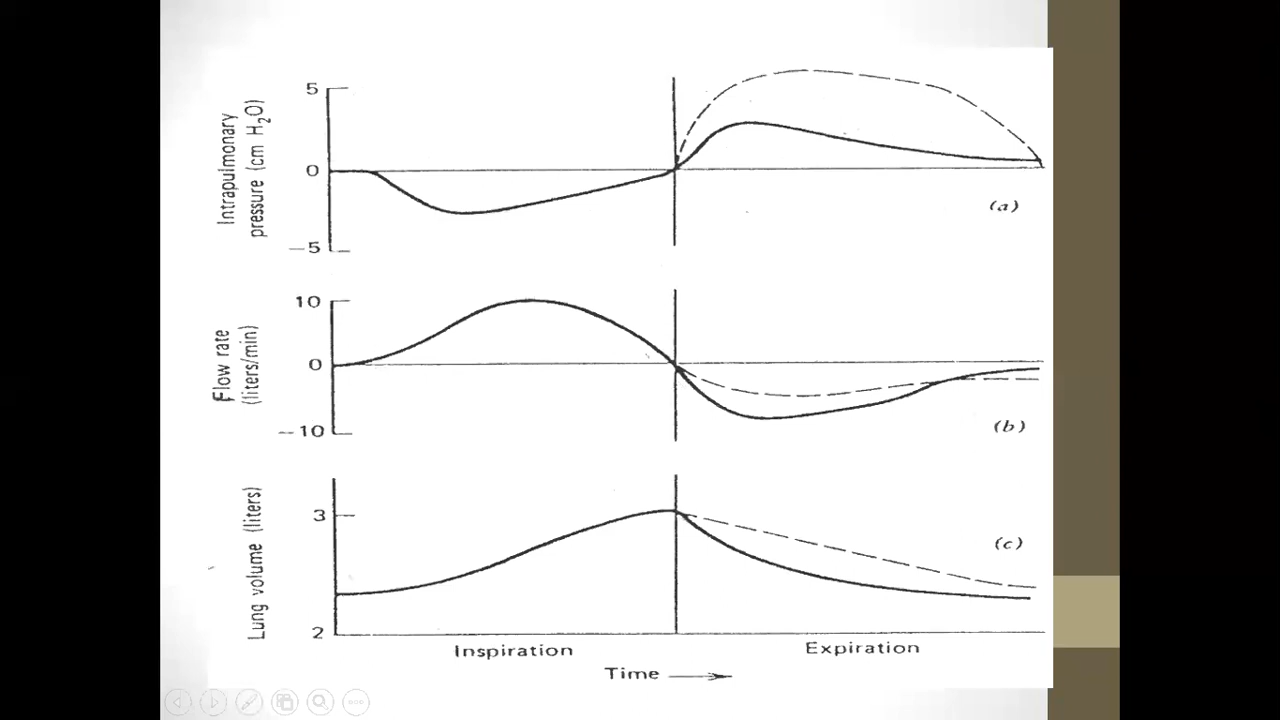 5
Intrapulmonary
pressure (cm H₂O)
0
(a)
−5
10
Flow rate
(liters/min)
0
−10
(b)
Lung volume (liters)
3
(c)
2
Inspiration
Expiration
Time